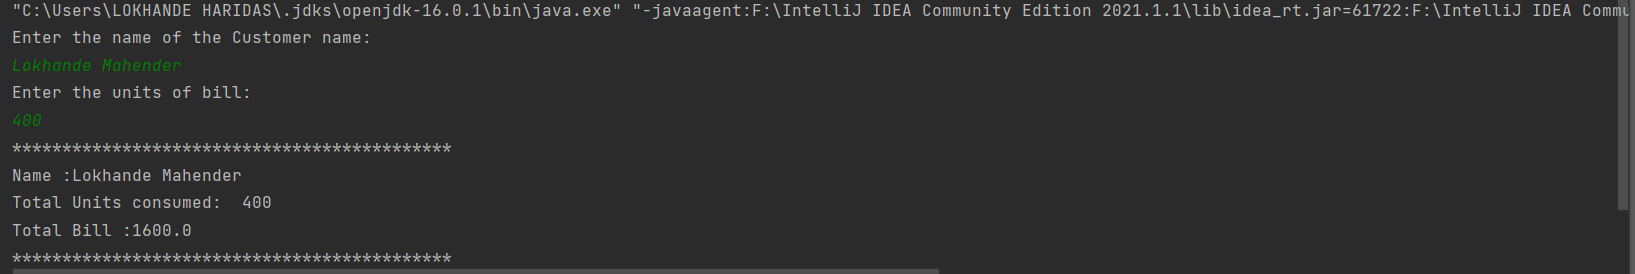 "C:\Users\LOKHANDE HARIDAS\.jdks\openjdk-16.0.1\bin\java.exe" "-javaagent:F:\IntelliJ IDEA Community Edition 2021.1.1\lib\idea_rt.jar=61722:F:\IntelliJ IDEA Commu
Enter the name of the Customer name:
Lokhande Mahender
Enter the units of bill:
400
********************************************
Name :Lokhande Mahender
Total Units consumed:  400
Total Bill :1600.0
********************************************